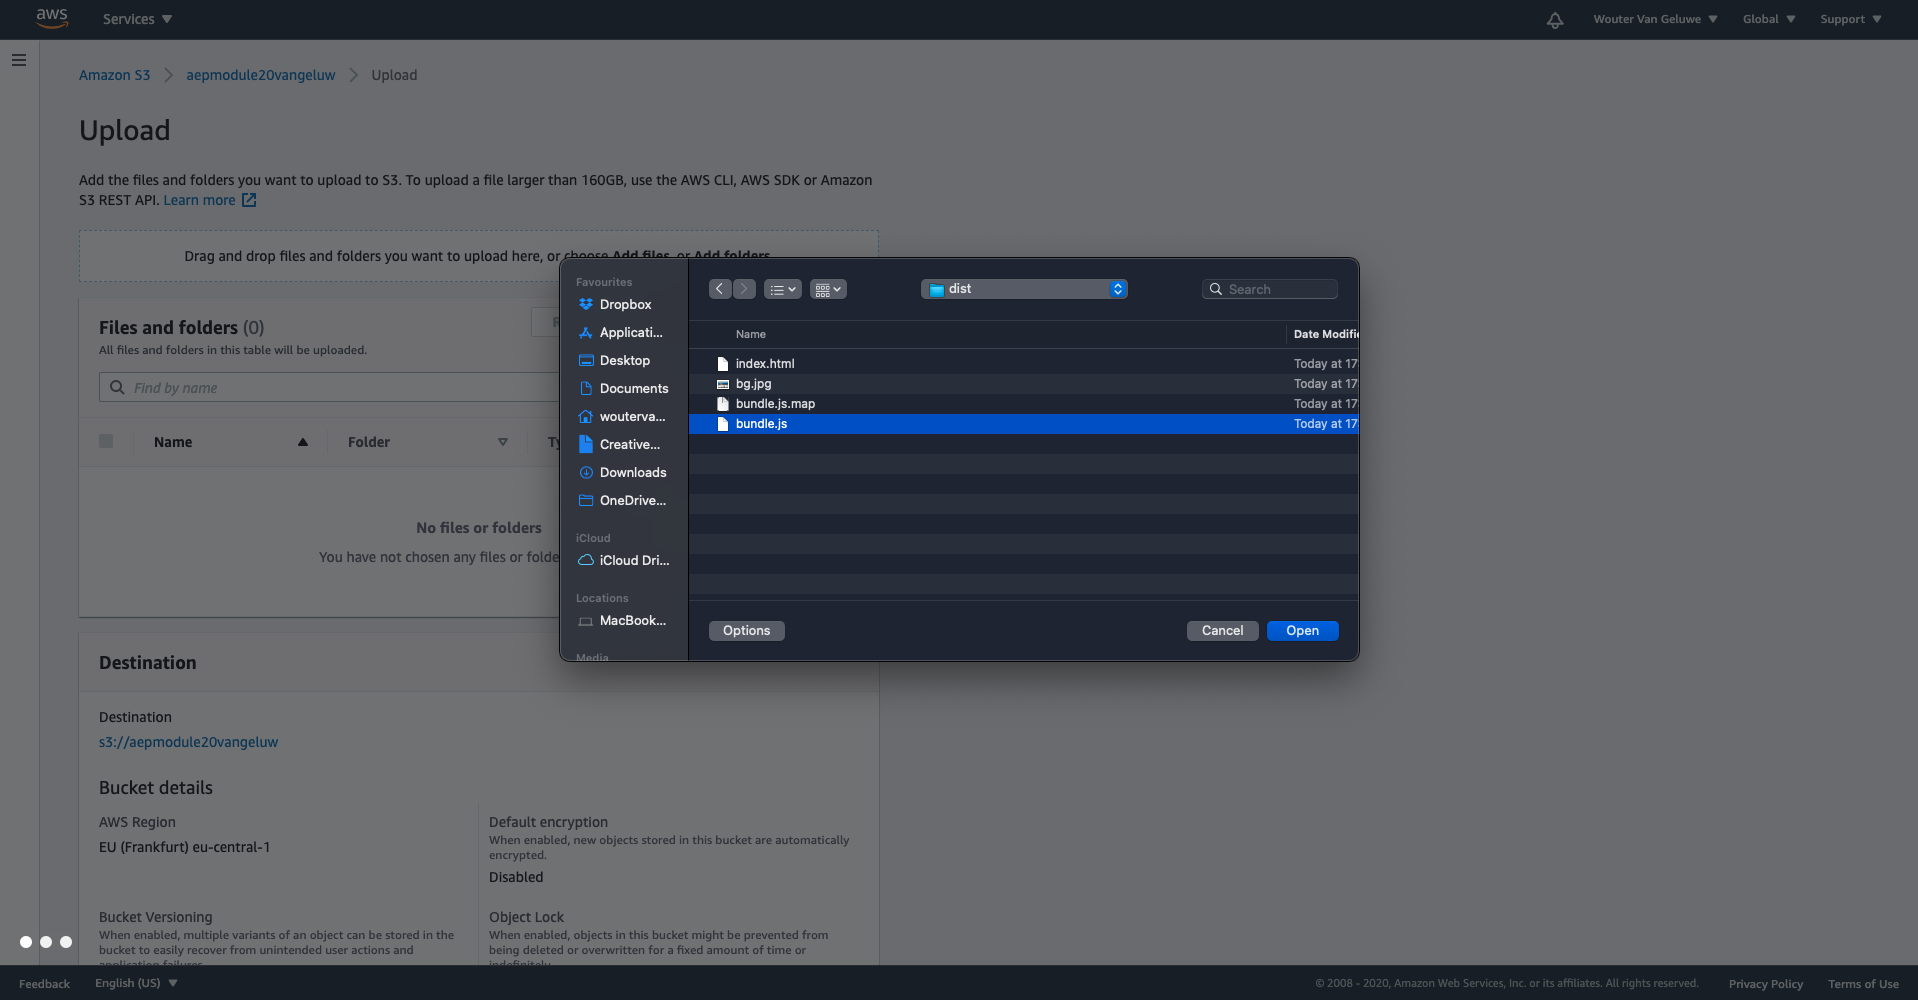 aws
Services
Wouter Van Geluwe
Global
Support
Amazon S3
aepmodule20vangeluw
Upload
Upload
Add the files and folders you want to upload to S3. To upload a file larger than 160GB, use the AWS CLI, AWS SDK or Amazon
S3 REST API. Learn more
Drag and drop files and folders you want to upload here, or choose Add files, or Add folders.
Files and folders (0)
All files and folders in this table will be uploaded.
Find by name
Name
Folder
No files or folders
You have not chosen any files or folde
Favourites
Dropbox
Applicati...
Desktop
Documents
wouterva...
Creative...
Downloads
OneDrive...
iCloud
iCloud Dri...
Locations
MacBook...
Media
dist
Search
Name
Date Modifie
index.html
Today at 17
bg.jpg
Today at 17
bundle.js.map
Today at 17
bundle.js
Today at 17
Options
Cancel
Open
Destination
Destination
s3://aepmodule20vangeluw
Bucket details
AWS Region
EU (Frankfurt) eu-central-1
Default encryption
When enabled, new objects stored in this bucket are automatically
encrypted.
Disabled
Bucket Versioning
When enabled, multiple variants of an object can be stored in the
bucket to easily recover from unintended user actions and
application failures.
Object Lock
When enabled, objects in this bucket might be prevented from
being deleted or overwritten for a fixed amount of time or
indefinitely.
Feedback
English (US)
© 2008 - 2020, Amazon Web Services, Inc. or its affiliates. All rights reserved.
Privacy Policy
Terms of Use